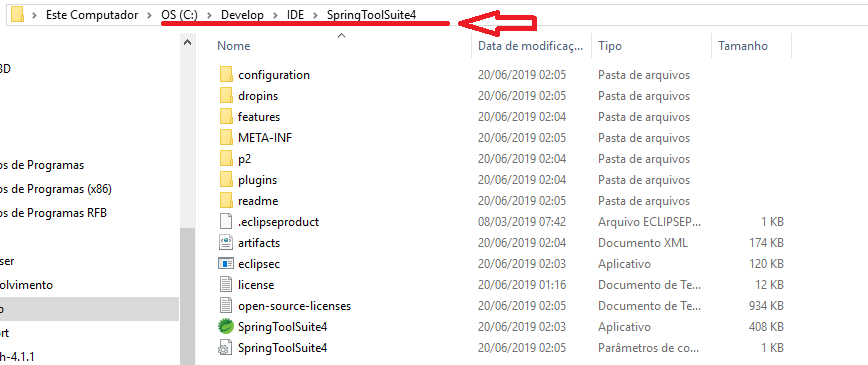 Este Computador > OS (C:) > Develop > IDE > SpringToolSuite4
Nome Data de modificaç... Tipo Tamanho
3D
configuration 20/06/2019 02:05 Pasta de arquivos
dropins 20/06/2019 02:05 Pasta de arquivos
features 20/06/2019 02:04 Pasta de arquivos
META-INF 20/06/2019 02:05 Pasta de arquivos
os de Programas
p2 20/06/2019 02:04 Pasta de arquivos
os de Programas (x86)
plugins 20/06/2019 02:04 Pasta de arquivos
os de Programas RFB
readme 20/06/2019 02:05 Pasta de arquivos
.eclipseproduct 08/03/2019 07:42 Arquivo ECLIPSEP... 1 KB
artifacts 20/06/2019 02:04 Documento XML 174 KB
ser
eclipsec 20/06/2019 02:03 Aplicativo 120 KB
olvimento
license 20/06/2019 01:16 Documento de Te... 12 KB
o
open-source-licenses 20/06/2019 02:05 Documento de Te... 934 KB
rt
SpringToolSuite4 20/06/2019 02:03 Aplicativo 408 KB
h-4.1.1
SpringToolSuite4 20/06/2019 02:05 Parâmetros de co... 1 KB